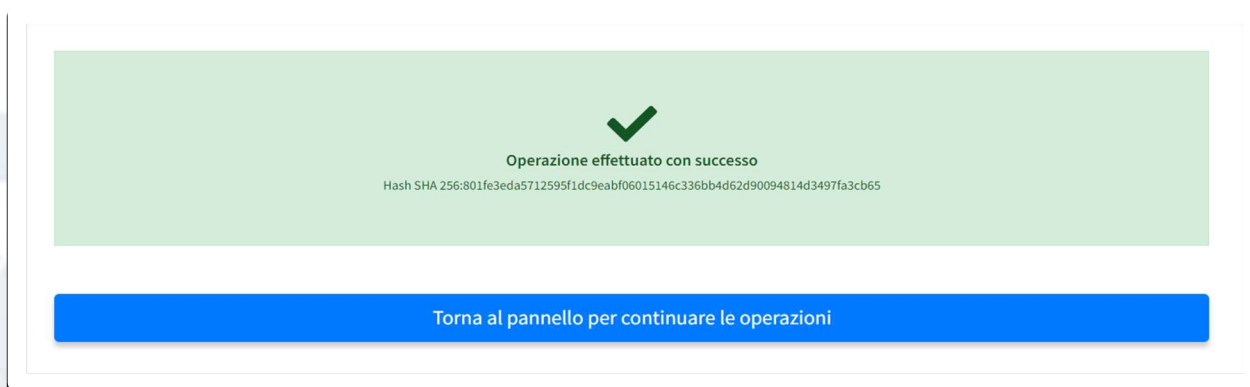 Operazione effettuato con successo
Hash SHA 256:801fe3eda5712595f1dc9eabf06015146c336bb4d62d90094814d3497fa3cb65
Torna al pannello per continuare le operazioni